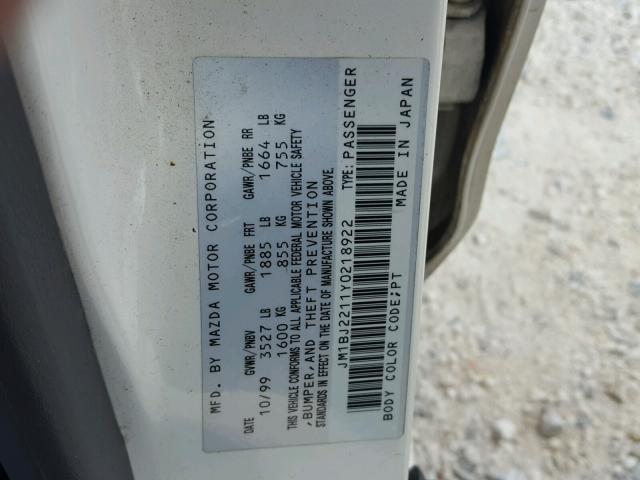 MFD. BY MAZDA MOTOR CORPORATION
DATE GVWR/PNBV GAWR/PNBE FRT GAWR/PNBE RR
10/99 3527 LB 1885 LB 1664 LB
1600 KG 855 KG 755 KG
THIS VEHICLE CONFORMS TO ALL APPLICABLE FEDERAL MOTOR VEHICLE SAFETY
,BUMPER,AND THEFT PREVENTION
STANDARDS IN EFFECT ON THE DATE OF MANUFACTURE SHOWN ABOVE.
JM1BJ2211Y0218922 TYPE: PASSENGER
BODY COLOR CODE;PT MADE IN JAPAN